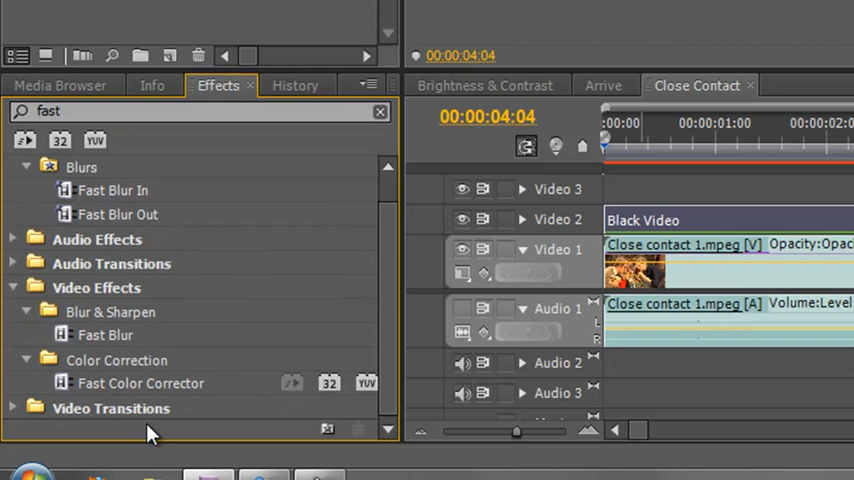 00:00:04:04
Media Browser Info Effects × History
Brightness & Contrast Arrive Close Contact ×
fast
00:00:04:04
:00:00 00:00:01:00 00:00:02:0
32 YUV
Blurs
Fast Blur In
Fast Blur Out
Audio Effects
Audio Transitions
Video Effects
Blur & Sharpen
Fast Blur
Color Correction
Fast Color Corrector 32 YUV
Video Transitions
Video 3
Video 2 Black Video
Video 1 Close contact 1.mpeg [V] Opacity:Opac
Audio 1 Close contact 1.mpeg [A] Volume:Level
L
R
Audio 2
Audio 3